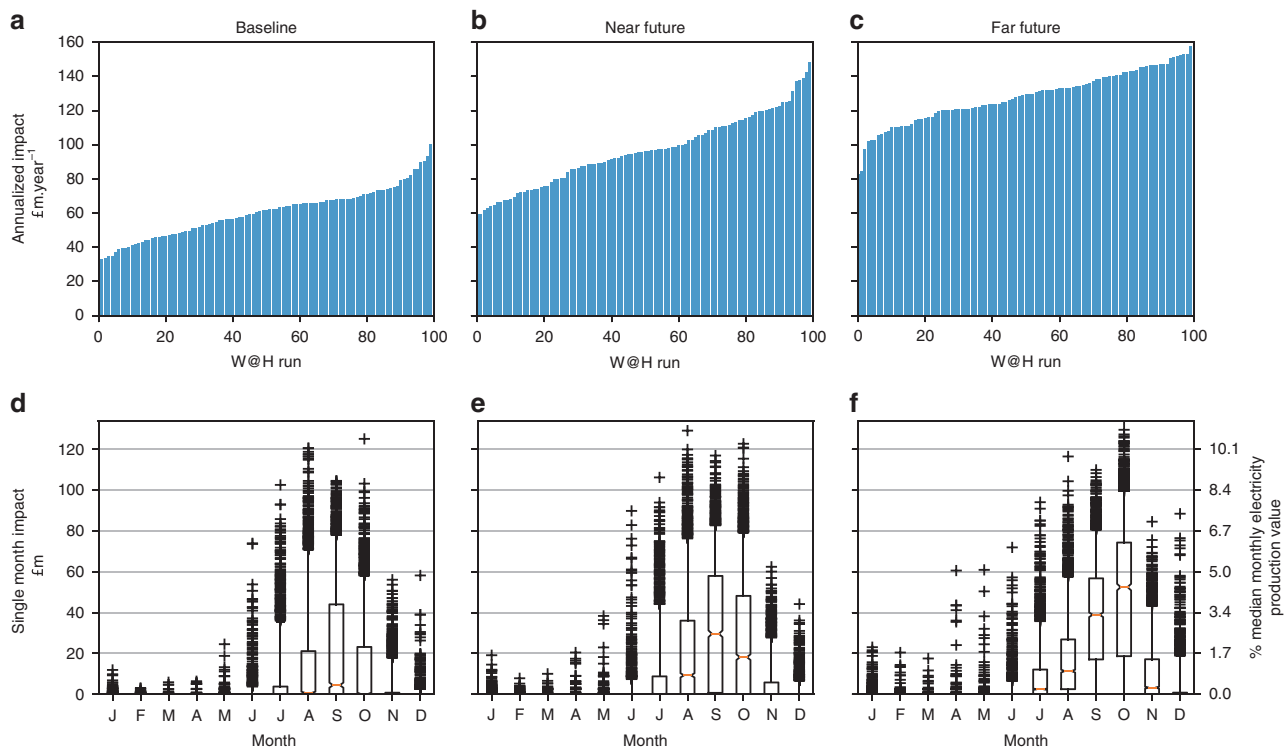 a Baseline
b Near future
c Far future
Annualized impact
£m.year⁻¹
160
140
120
100
80
60
40
20
0
0 20 40 60 80 100
0 20 40 60 80 100
0 20 40 60 80 100
W@H run
W@H run
W@H run
d
e
f
Single month impact
£m
120
100
80
60
40
20
0
10.1
8.4
6.7
5.0
3.4
1.7
0.0
% median monthly electricity
production value
J F M A M J J A S O N D
J F M A M J J A S O N D
J F M A M J J A S O N D
Month
Month
Month